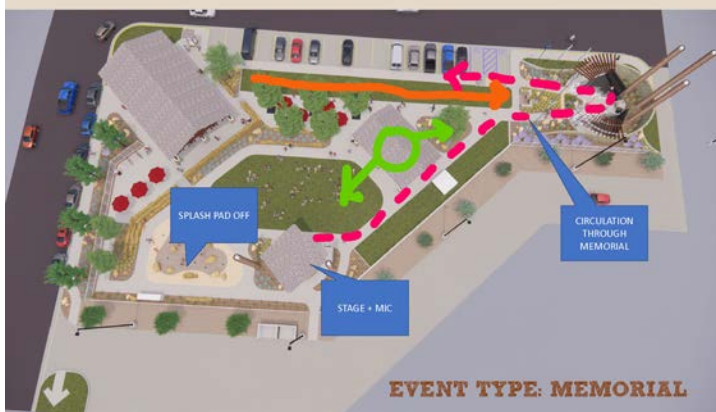 SPLASH PAD OFF
CIRCULATION
THROUGH
MEMORIAL
STAGE + MIC
EVENT TYPE: MEMORIAL